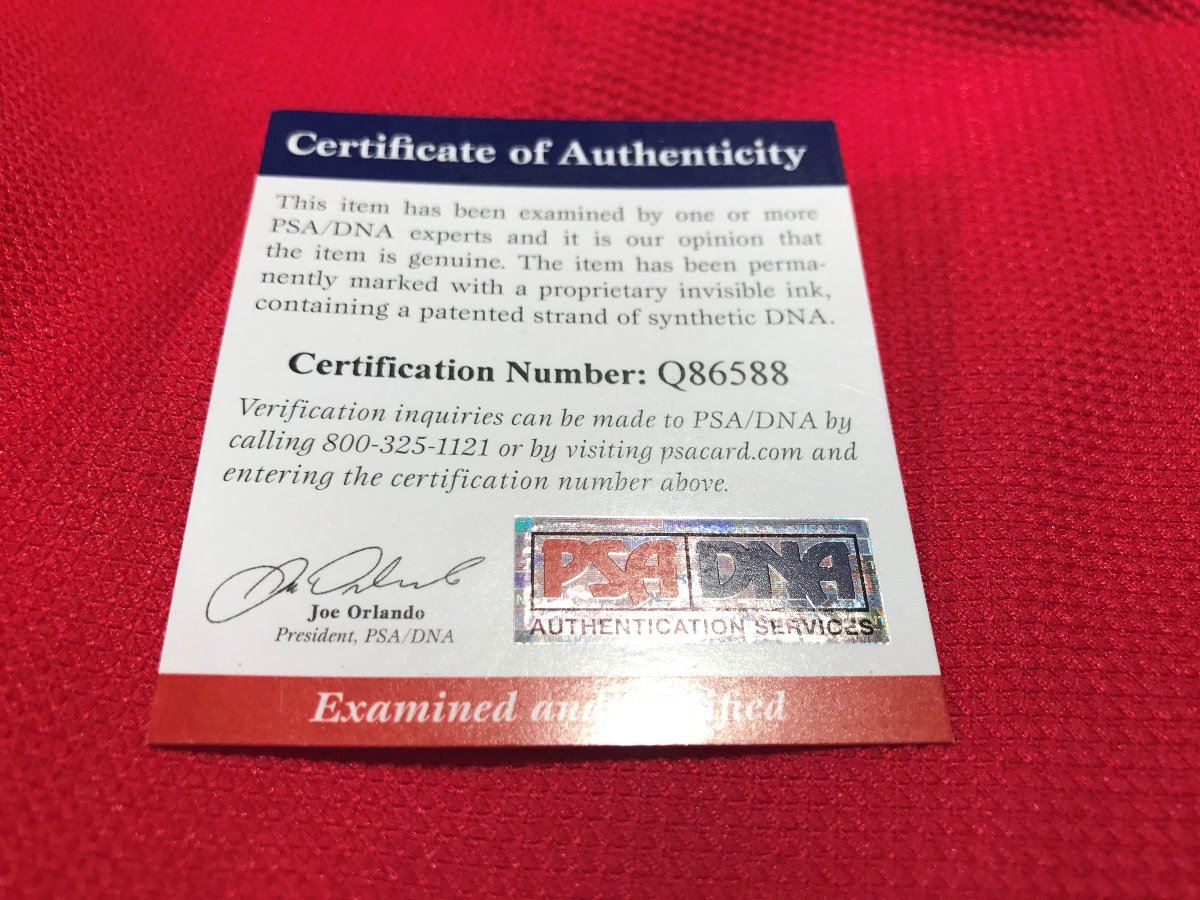 Certificate of Authenticity
This item has been examined by one or more
PSA/DNA experts and it is our opinion that
the item is genuine. The item has been perma-
nently marked with a proprietary invisible ink,
containing a patented strand of synthetic DNA.
Certification Number: Q86588
Verification inquiries can be made to PSA/DNA by
calling 800-325-1121 or by visiting psacard.com and
entering the certification number above.
Joe Orlando
President, PSA/DNA
PSA DNA
AUTHENTICATION SERVICES
Examined and